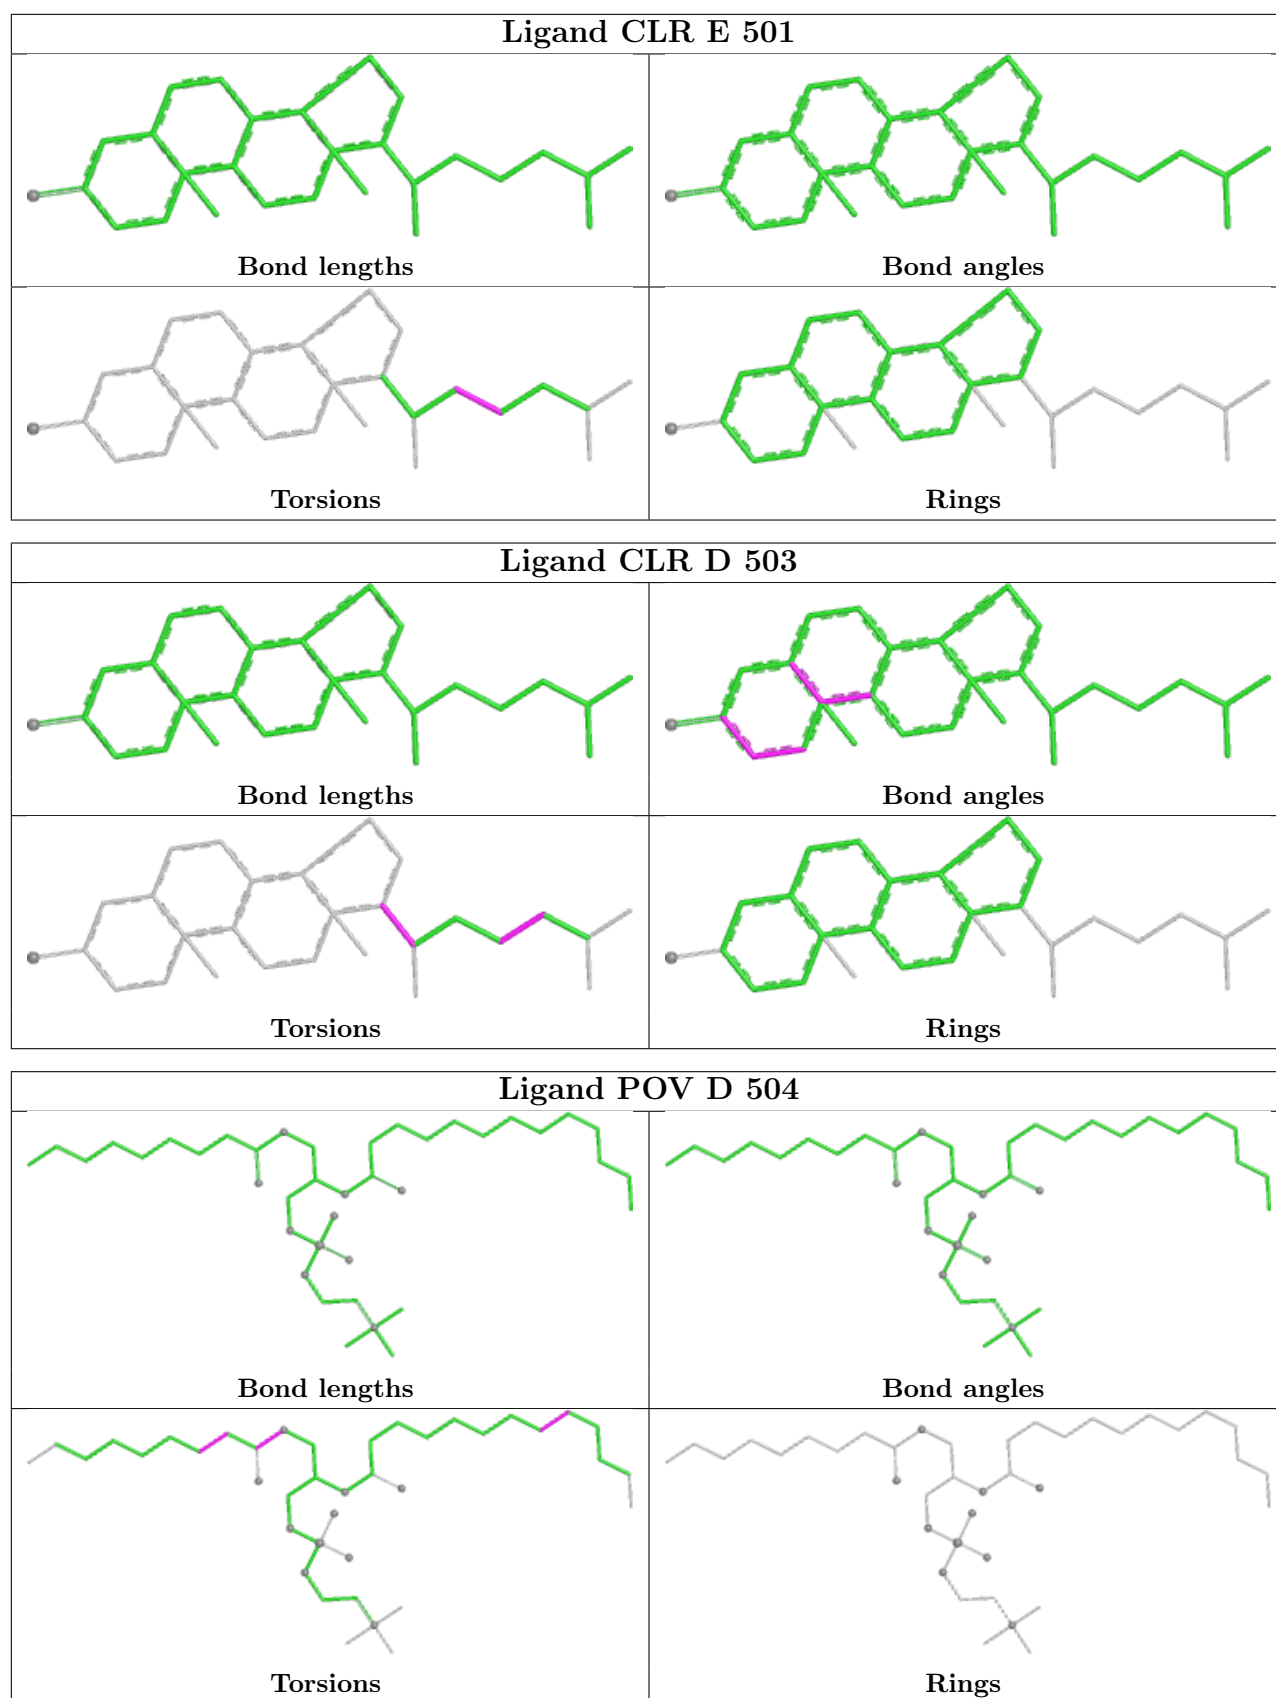 Ligand CLR E 501
Bond lengths
Bond angles
Torsions
Rings
Ligand CLR D 503
Bond lengths
Bond angles
Torsions
Rings
Ligand POV D 504
Bond lengths
Bond angles
Torsions
Rings